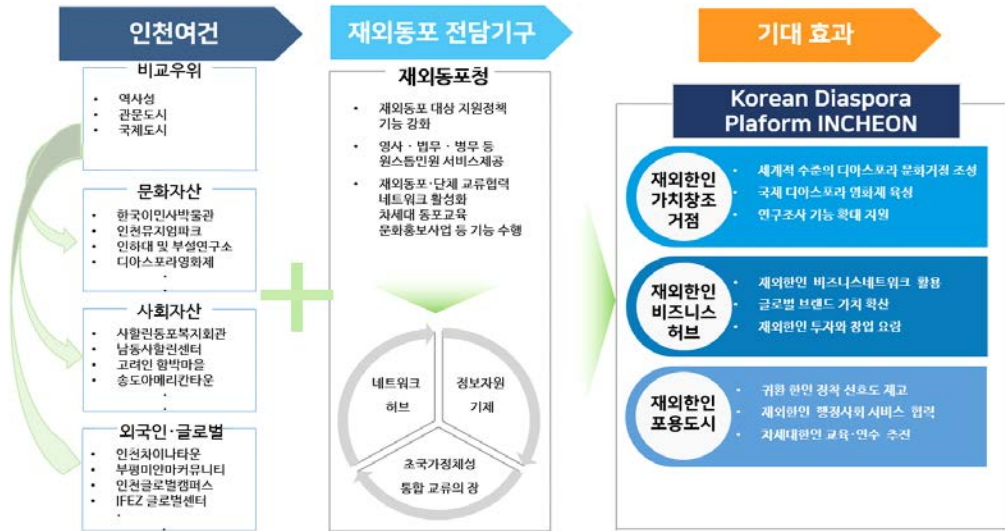 인천여건
비교우위
• 역사성
• 관문도시
• 국제도시
문화자산
• 한국이민사박물관
• 인천뮤지엄파크
• 인하대 및 부설연구소
• 디아스포라영화제
사회자산
• 사할린동포복지회관
• 남동사할린센터
• 고려인 함박마을
• 송도아메리칸타운
외국인·글로벌
• 인천차이나타운
• 부평미얀마커뮤니티
• 인천글로벌캠퍼스
• IFEZ 글로벌센터
재외동포 전담기구
재외동포청
• 재외동포 대상 지원정책
기능 강화
• 영사·법무·병무 등
원스톱민원 서비스제공
• 재외동포·단체 교류협력
네트워크 활성화
차세대 동포교육
문화홍보사업 등 기능 수행
네트워크
허브
정보자원
기제
초국가정체성
통합 교류의 장
기대 효과
Korean Diaspora
Plaform INCHEON
재외한인
가치창조
거점
• 세계적 수준의 디아스포라 문화거점 조성
• 국제 디아스포라 영화제 육성
• 연구조사 기능 확대 지원
재외한인
비즈니스
허브
• 재외한인 비즈니스네트워크 활용
• 글로벌 브랜드 가치 확산
• 재외한인 투자와 창업 요람
재외한인
포용도시
• 귀환 한인 정착 선호도 재고
• 재외한인 행정사회 서비스 협력
• 차세대한인 교육·연수 추진